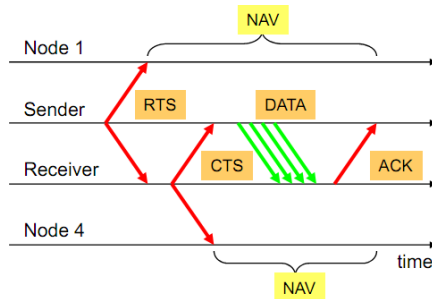 NAV
Node 1
RTS
Sender
DATA
CTS
Receiver
ACK
Node 4
time
NAV